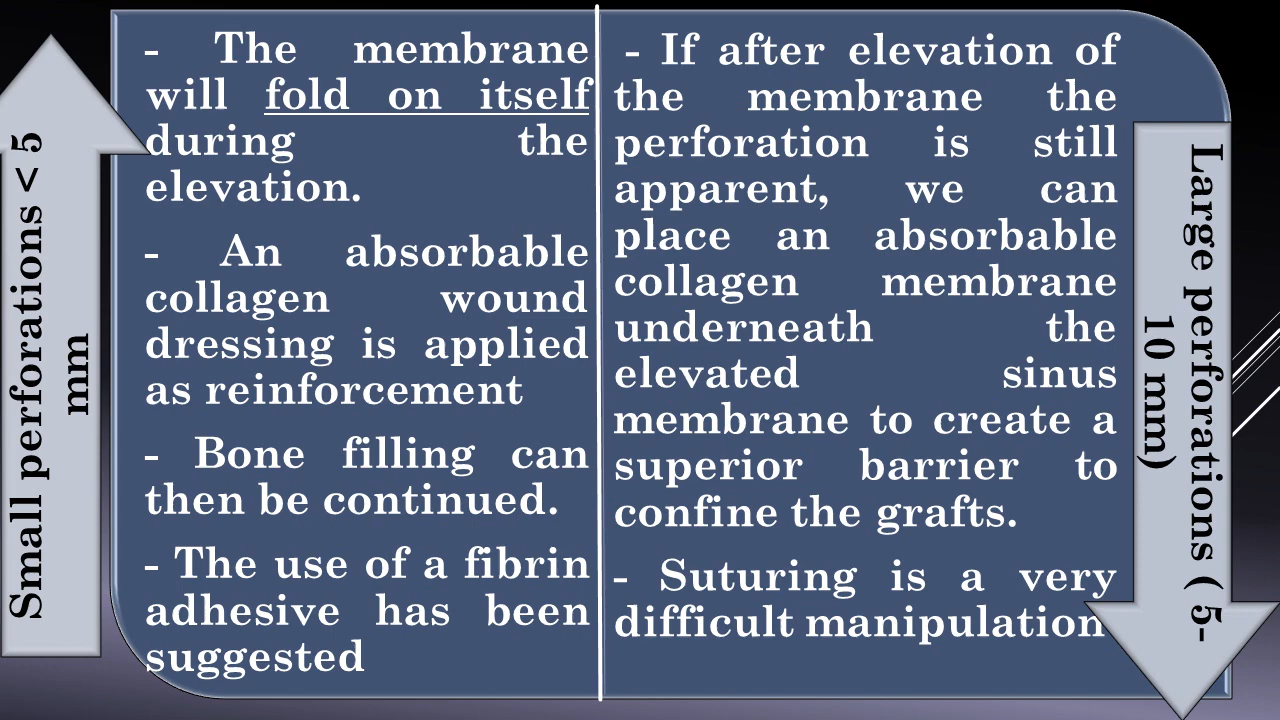 Small perforations < 5
mm
- The membrane
will fold on itself
during the
elevation.
- An absorbable
collagen wound
dressing is applied
as reinforcement
- Bone filling can
then be continued.
- The use of a fibrin
adhesive has been
suggested
- If after elevation of
the membrane the
perforation is still
apparent, we can
place an absorbable
collagen membrane
underneath the
elevated sinus
membrane to create a
superior barrier to
confine the grafts.
- Suturing is a very
difficult manipulation
Large perforations ( 5-
10 mm)